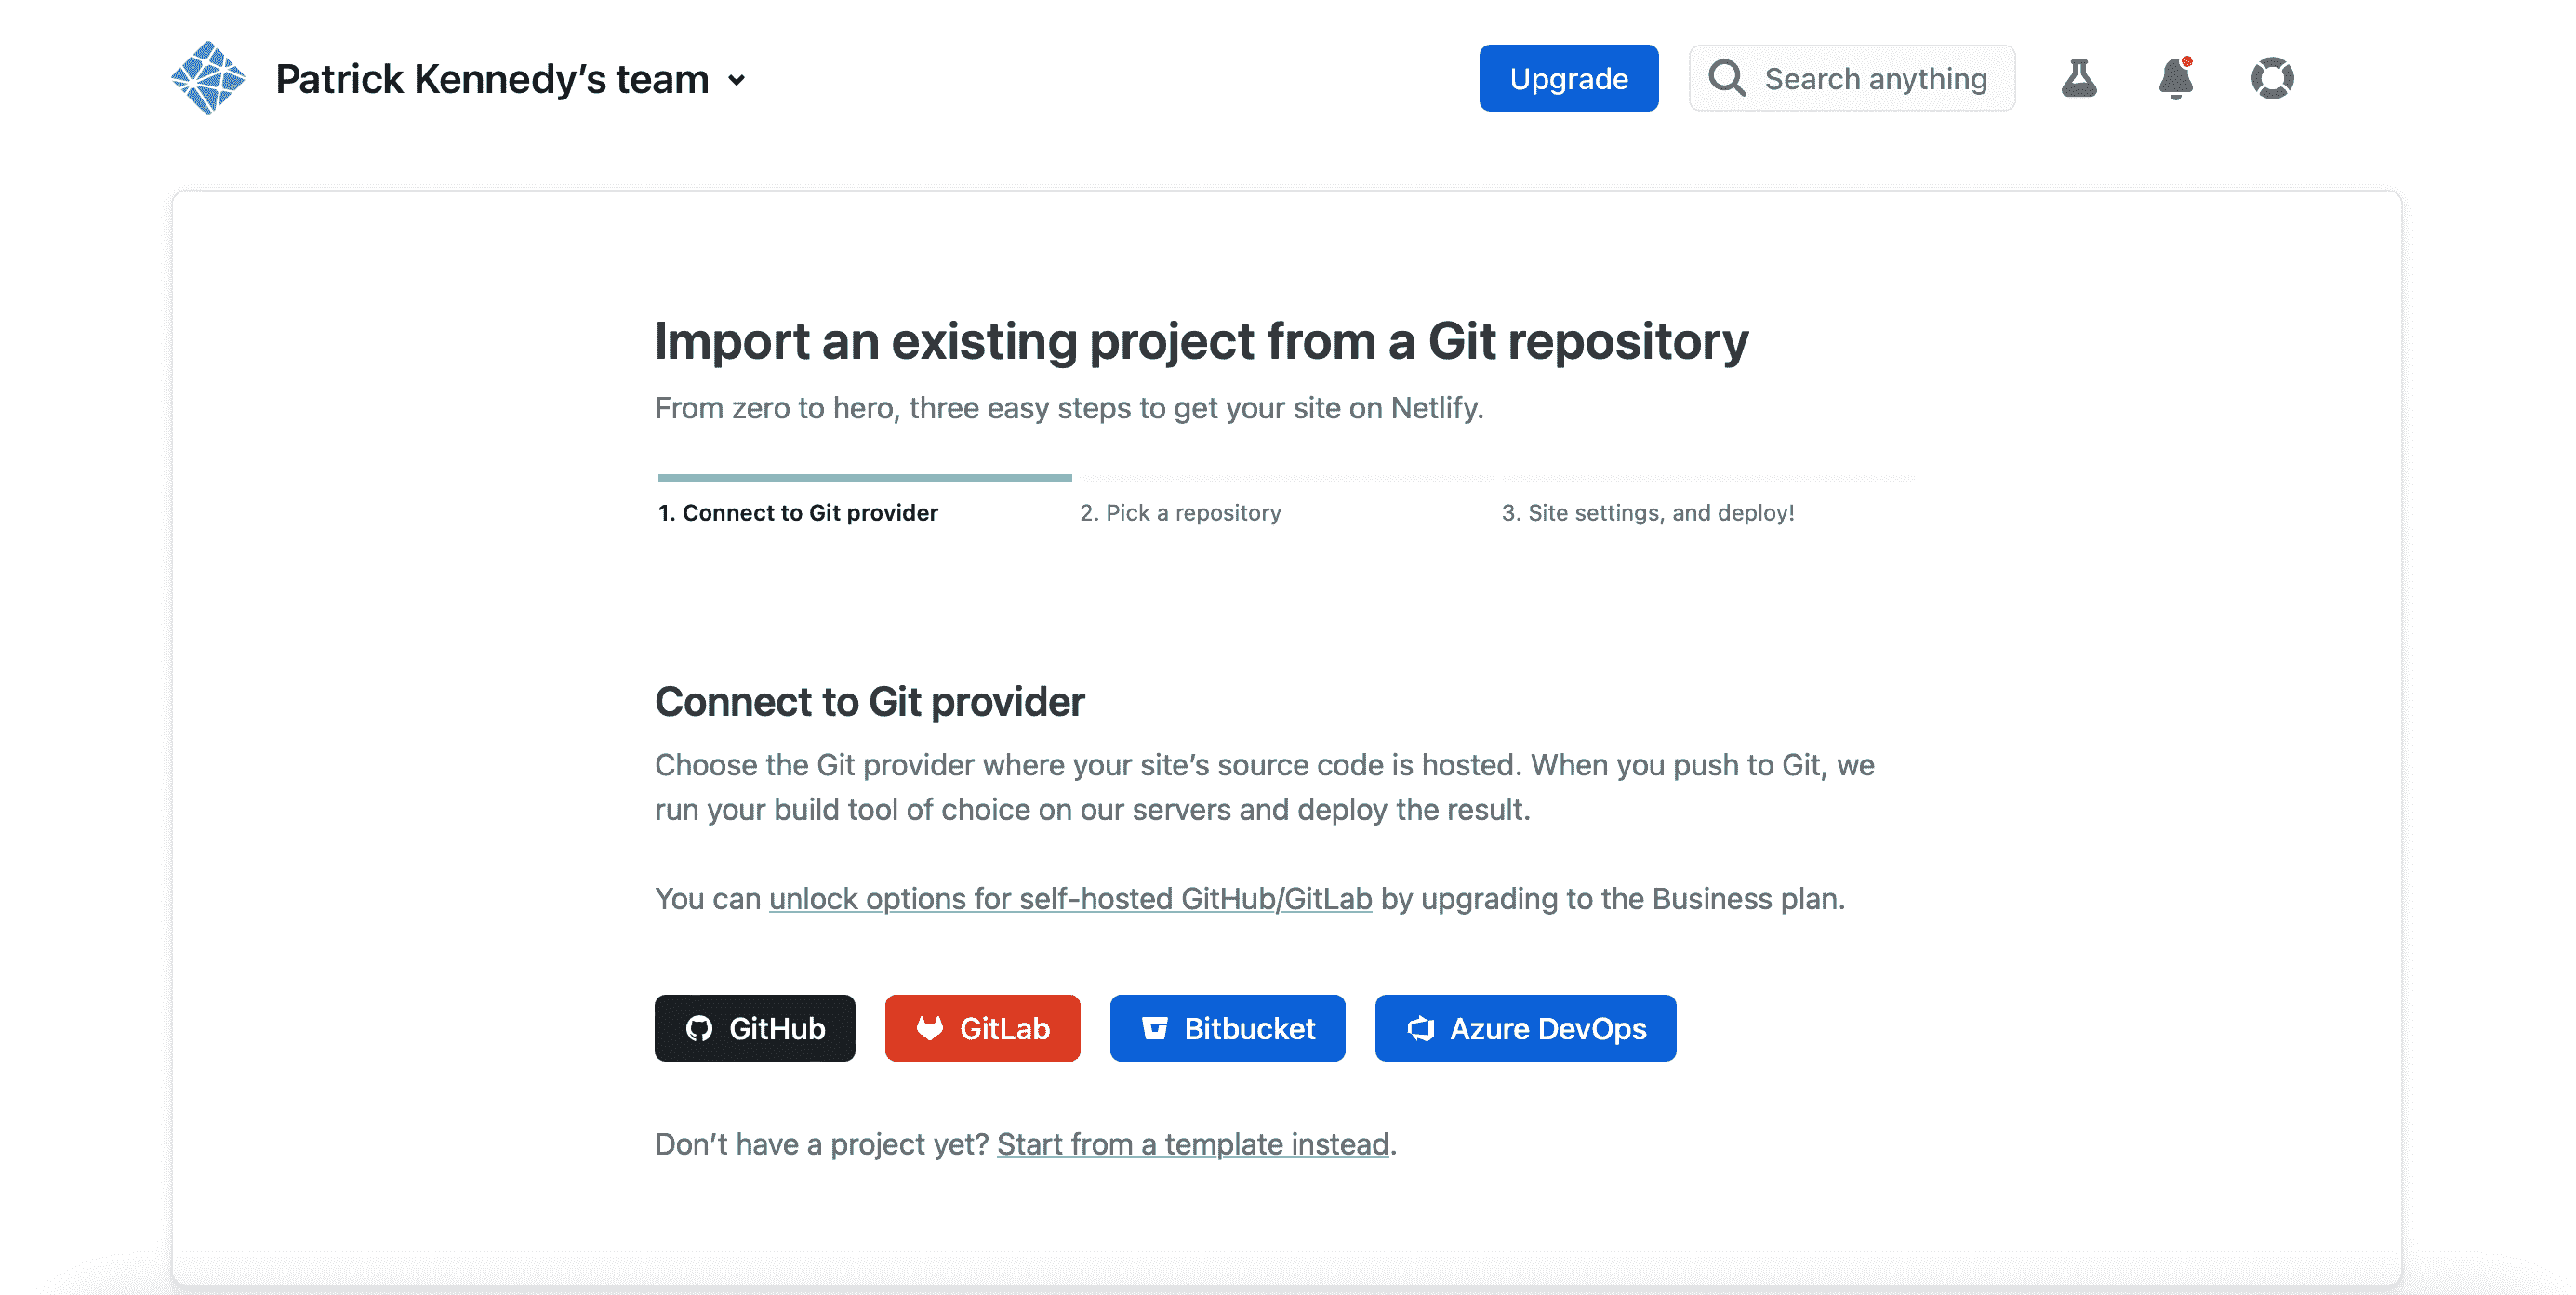 Patrick Kennedy’s team
Upgrade
Search anything
Import an existing project from a Git repository
From zero to hero, three easy steps to get your site on Netlify.
1. Connect to Git provider
2. Pick a repository
3. Site settings, and deploy!
Connect to Git provider
Choose the Git provider where your site’s source code is hosted. When you push to Git, we
run your build tool of choice on our servers and deploy the result.
You can unlock options for self-hosted GitHub/GitLab by upgrading to the Business plan.
GitHub
GitLab
Bitbucket
Azure DevOps
Don’t have a project yet? Start from a template instead.